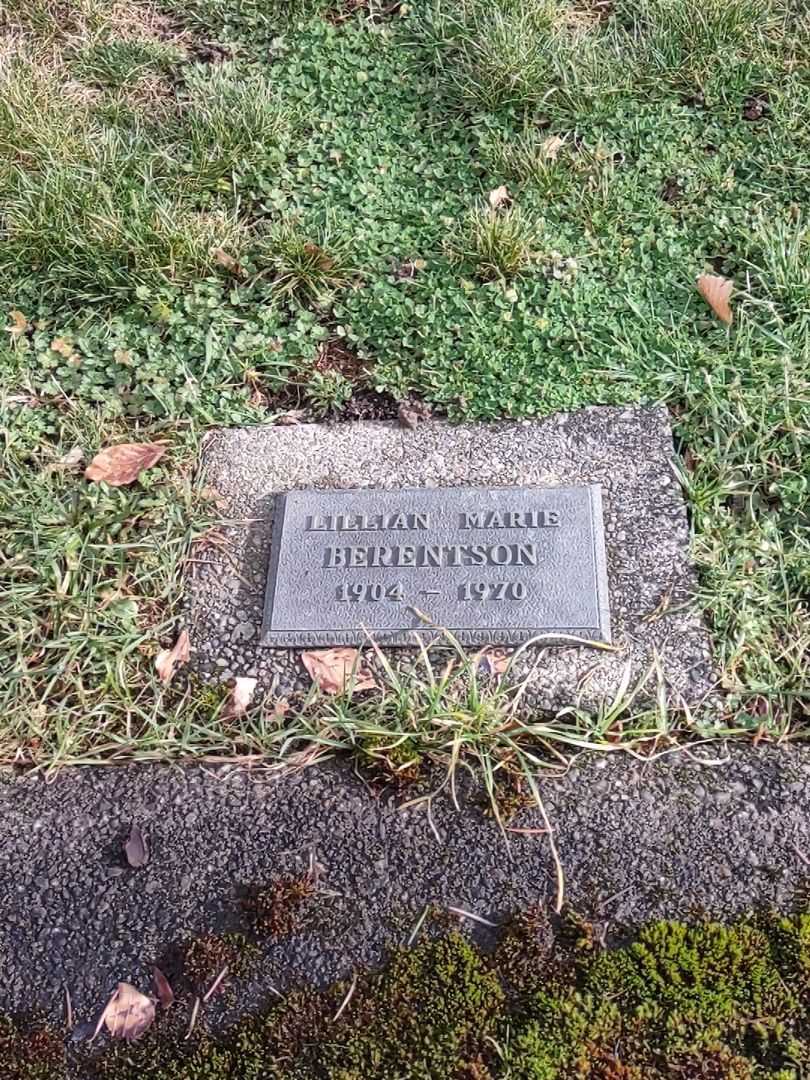 LILLIAN MARIE
BERENTSON
1904 - 1970